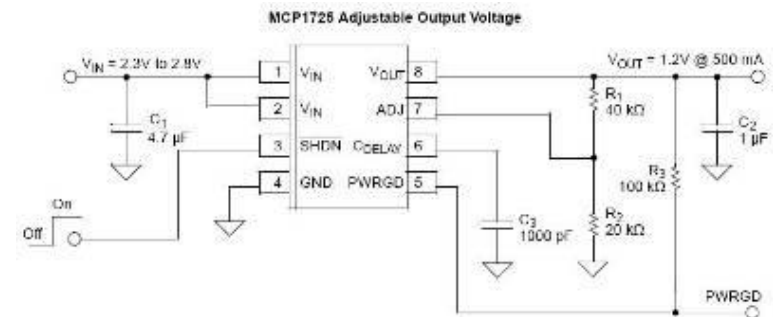 MCP1726 Adjustable Output Voltage
VIN = 2.3V to 2.8V
1 VIN
VOUT 8
VOUT = 1.2V @ 500 mA
2 VIN
ADJ 7
R1
40 kΩ
C1
4.7 µF
C2
1 µF
3 SHDN
CDELAY 6
R3
100 kΩ
4 GND
PWRGD 5
On
Off
C3
1000 pF
R2
20 kΩ
PWRGD